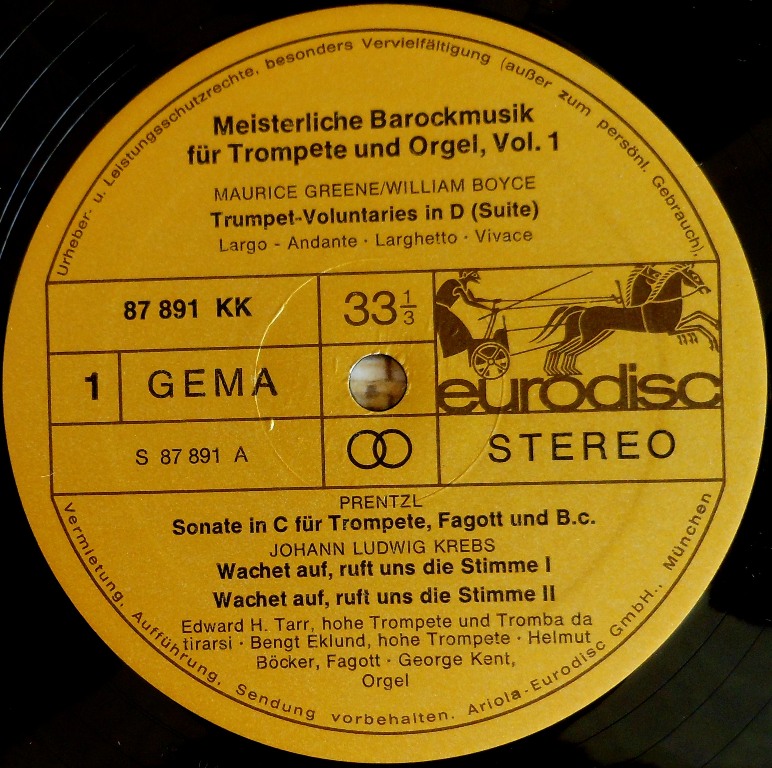 Urheber- u. Leistungsschutzrechte, besonders Vervielfältigung (außer zum persönl. Gebrauch),
Meisterliche Barockmusik
für Trompete und Orgel, Vol. 1
MAURICE GREENE/WILLIAM BOYCE
Trumpet-Voluntaries in D (Suite)
Largo - Andante · Larghetto · Vivace
87 891 KK
33 1/3
1 GEMA
eurodisc
S 87 891 A
STEREO
PRENTZL
Sonate in C für Trompete, Fagott und B.c.
JOHANN LUDWIG KREBS
Wachet auf, ruft uns die Stimme I
Wachet auf, ruft uns die Stimme II
Edward H. Tarr, hohe Trompete und Tromba da
tirarsi · Bengt Eklund, hohe Trompete · Helmut
Böcker, Fagott · George Kent,
Orgel
Vermietung, Aufführung, Sendung vorbehalten. Ariola-Eurodisc GmbH., München